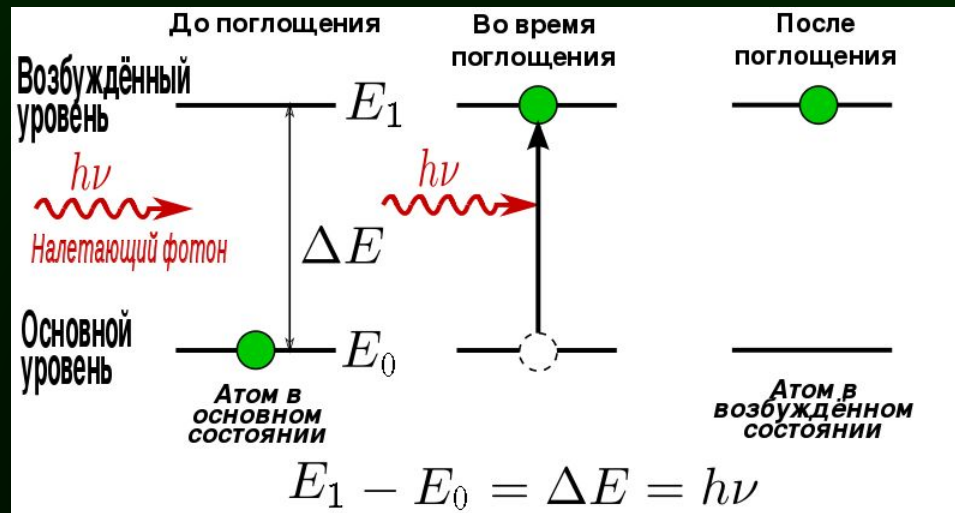 До поглощения
Во время
поглощения
После
поглощения
Возбуждённый
уровень
E₁
hν
Налетающий фотон
ΔE
hν
Основной
уровень
E₀
Атом в
основном
состоянии
Атом в
возбуждённом
состоянии
E₁ − E₀ = ΔE = hν